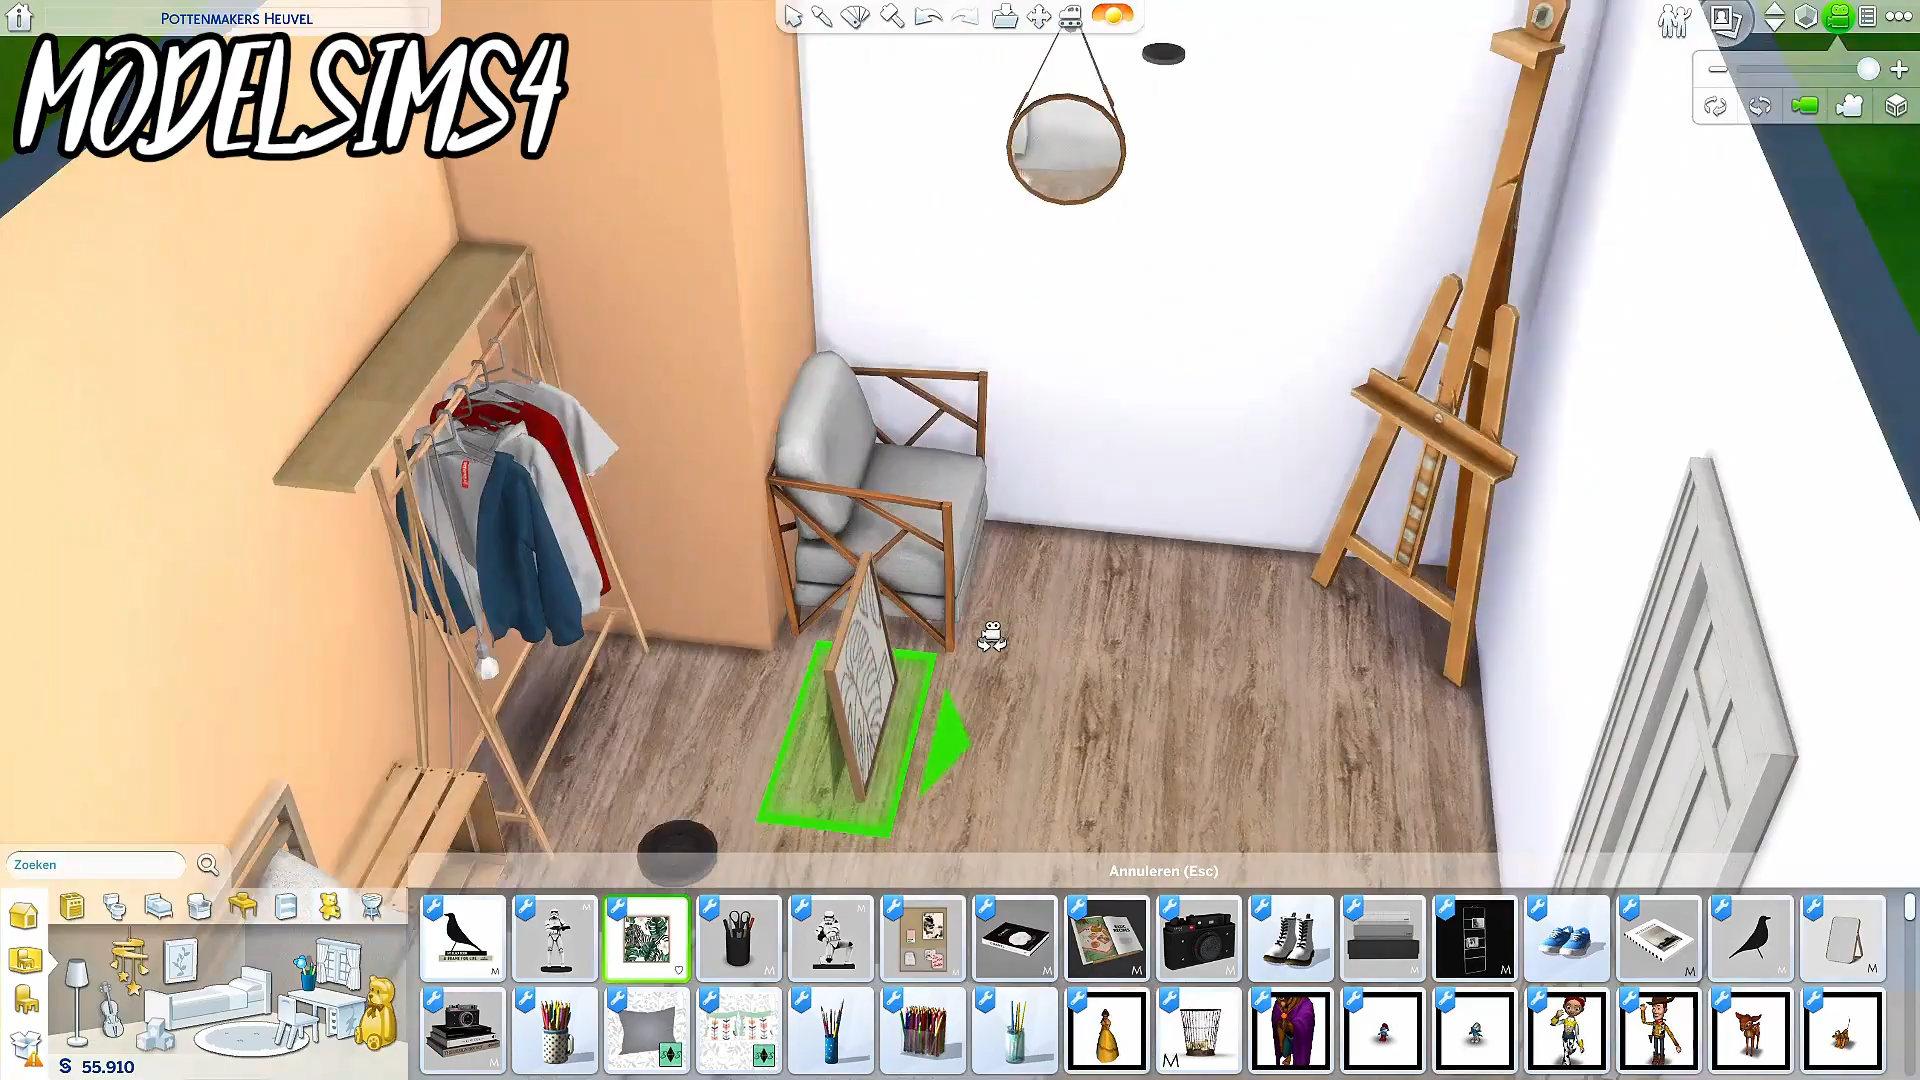 POTTENMAKERS HEUVEL
MODELSIMS4
Annuleren (Esc)
Zoeken
§ 55.910